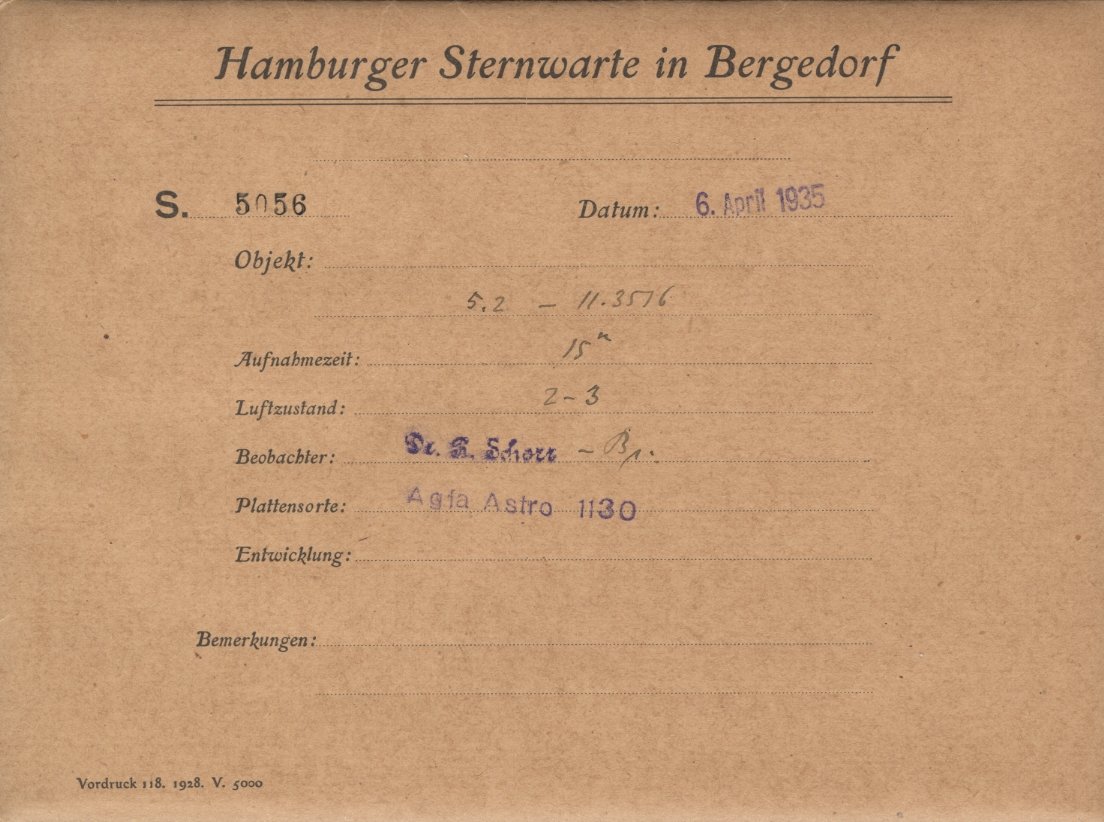 Hamburger Sternwarte in Bergedorf
S. 5056 Datum: 6. April 1935
Objekt:
5.2 – 11.3516
Aufnahmezeit: 15ᵐ
Luftzustand: 2–3
Beobachter: Dr. R. Schorr –
Plattensorte: Agfa Astro 1130
Entwicklung:
Bemerkungen:
Vordruck 118. 1928. V. 5000